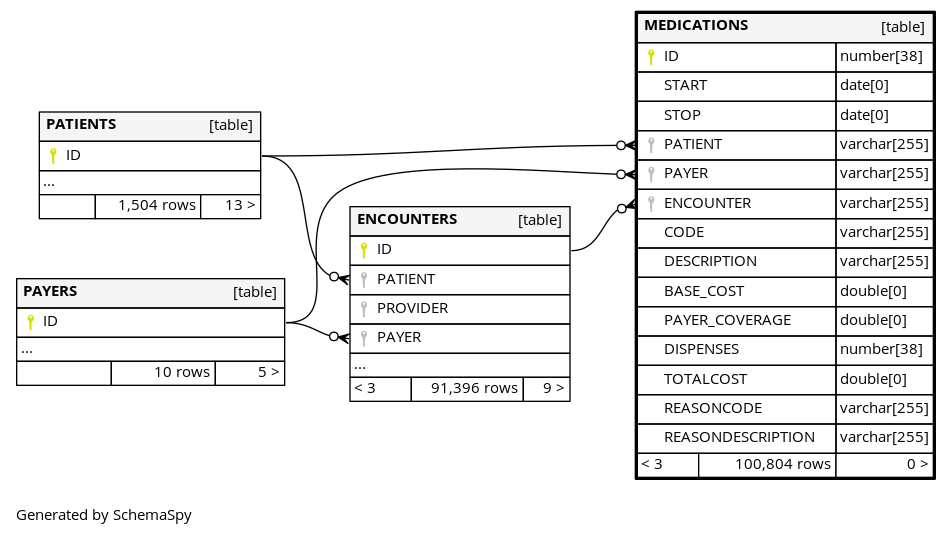 MEDICATIONS [table]
ID number[38]
START date[0]
STOP date[0]
PATIENT varchar[255]
PAYER varchar[255]
ENCOUNTER varchar[255]
CODE varchar[255]
DESCRIPTION varchar[255]
BASE_COST double[0]
PAYER_COVERAGE double[0]
DISPENSES number[38]
TOTALCOST double[0]
REASONCODE varchar[255]
REASONDESCRIPTION varchar[255]
< 3 100,804 rows 0 >
PATIENTS [table]
ID
...
1,504 rows 13 >
ENCOUNTERS [table]
ID
PATIENT
PROVIDER
PAYER
...
< 3 91,396 rows 9 >
PAYERS [table]
ID
...
10 rows 5 >
Generated by SchemaSpy